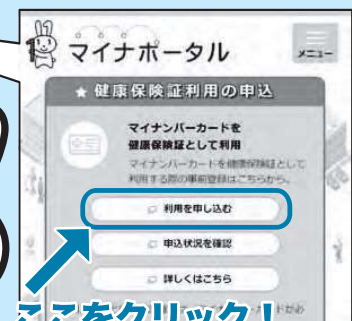 マイナポータル
メニュー
★ 健康保険証利用の申込
マイナンバーカードを
健康保険証として利用
マイナンバーカードを健康保険証として
利用する際の事前登録はこちらから。
利用を申し込む
申込状況を確認
詳しくはこちら
ここをクリック!